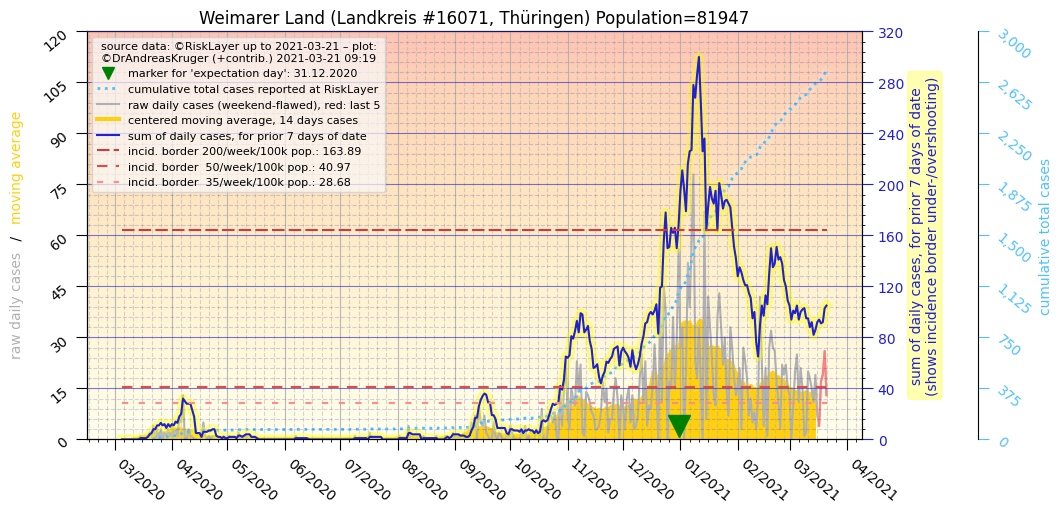 Weimarer Land (Landkreis #16071, Thüringen) Population=81947
source data: ©RiskLayer up to 2021-03-21 – plot:
©DrAndreasKruger (+contrib.) 2021-03-21 09:19
marker for 'expectation day': 31.12.2020
cumulative total cases reported at RiskLayer
raw daily cases (weekend-flawed), red: last 5
centered moving average, 14 days cases
sum of daily cases, for prior 7 days of date
incid. border 200/week/100k pop.: 163.89
incid. border  50/week/100k pop.: 40.97
incid. border  35/week/100k pop.: 28.68
raw daily cases / moving average
120
105
90
75
60
45
30
15
0
320
280
240
200
160
120
80
40
0
sum of daily cases, for prior 7 days of date
(shows incidence border under-/overshooting)
3,000
2,625
2,250
1,875
1,500
1,125
750
375
0
cumulative total cases
03/2020
04/2020
05/2020
06/2020
07/2020
08/2020
09/2020
10/2020
11/2020
12/2020
01/2021
02/2021
03/2021
04/2021